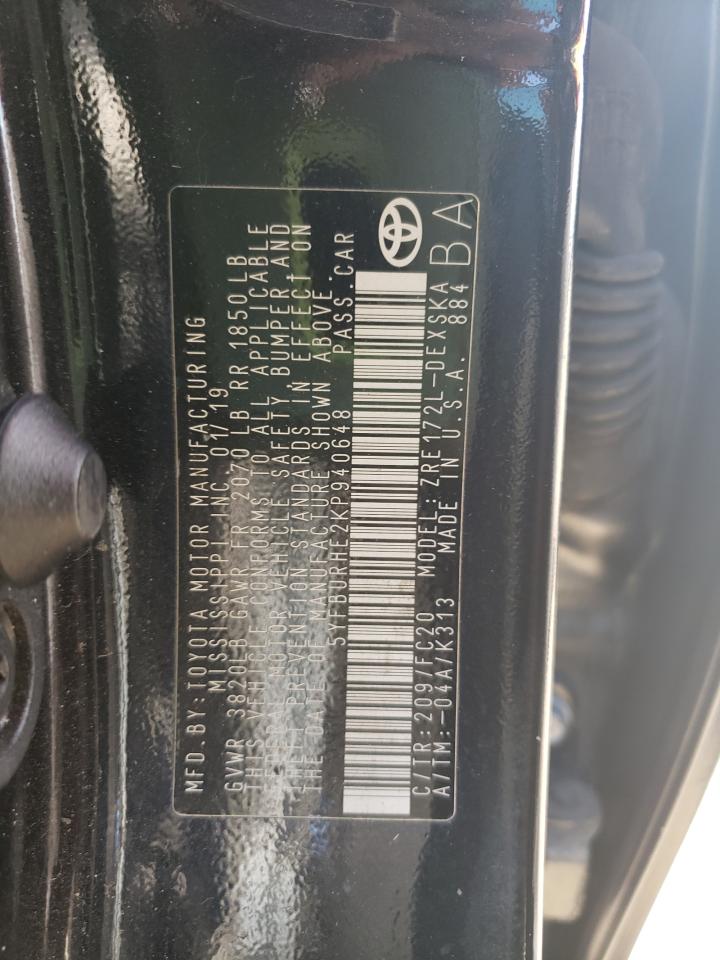 MFD.BY:TOYOTA MOTOR MANUFACTURING
MISSISSIPPI,INC. 01/19
GVWR 3820LB GAWR FR 2070 LB RR 1850 LB
THIS VEHICLE CONFORMS TO ALL APPLICABLE
FEDERAL MOTOR VEHICLE SAFETY, BUMPER AND
THEFT PREVENTION STANDARDS IN EFFECT ON
THE DATE OF MANUFACTURE SHOWN ABOVE.
5YFBURHE2KP940648 PASS.CAR
C/TR:209/FC20 MODEL:ZRE172L-DEXSKA
A/TM:-04A/K313 MADE IN U.S.A. 884
BA